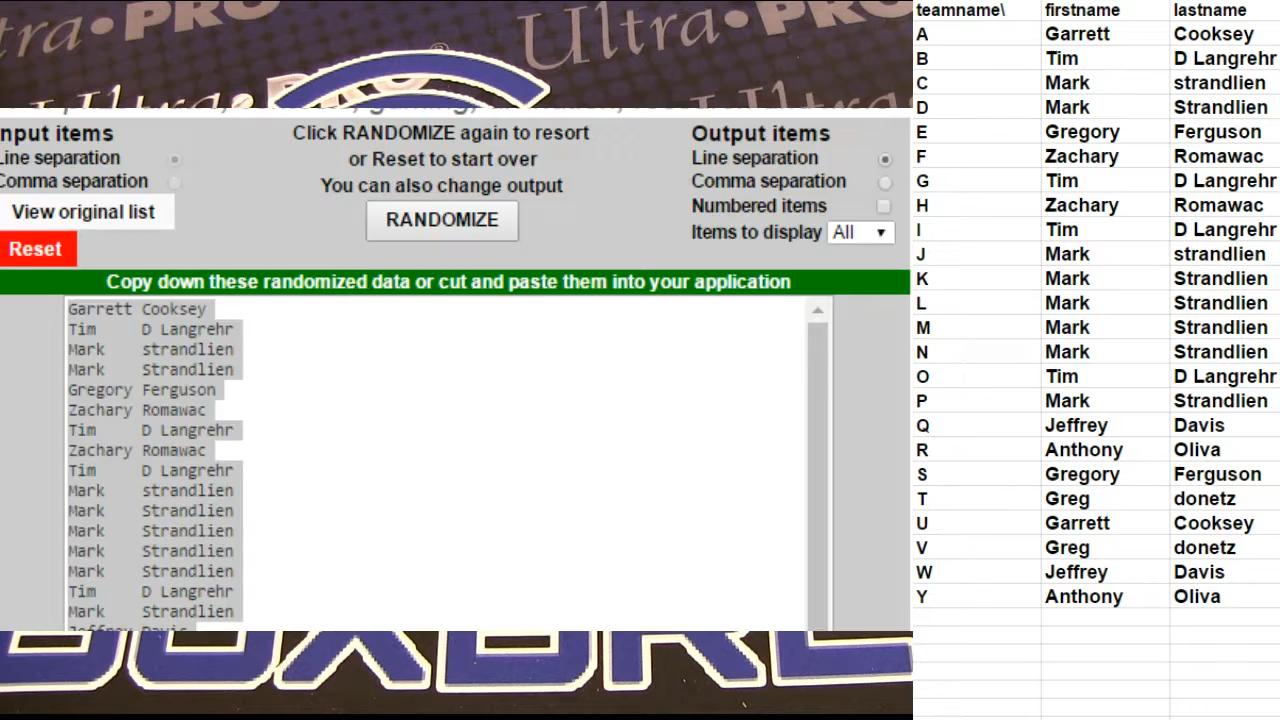 ultra·PRO
Ultra·PRO
nput items
Line separation
Comma separation
View original list
Reset
Click RANDOMIZE again to resort
or Reset to start over
You can also change output
RANDOMIZE
Output items
Line separation
Comma separation
Numbered items
Items to display All
Copy down these randomized data or cut and paste them into your application
Garrett Cooksey
Tim D Langrehr
Mark strandlien
Mark Strandlien
Gregory Ferguson
Zachary Romawac
Tim D Langrehr
Zachary Romawac
Tim D Langrehr
Mark strandlien
Mark Strandlien
Mark Strandlien
Mark Strandlien
Mark Strandlien
Tim D Langrehr
Mark Strandlien
Jeffrey Davis
teamname\ firstname lastname
A Garrett Cooksey
B Tim D Langrehr
C Mark strandlien
D Mark Strandlien
E Gregory Ferguson
F Zachary Romawac
G Tim D Langrehr
H Zachary Romawac
I Tim D Langrehr
J Mark strandlien
K Mark Strandlien
L Mark Strandlien
M Mark Strandlien
N Mark Strandlien
O Tim D Langrehr
P Mark Strandlien
Q Jeffrey Davis
R Anthony Oliva
S Gregory Ferguson
T Greg donetz
U Garrett Cooksey
V Greg donetz
W Jeffrey Davis
Y Anthony Oliva